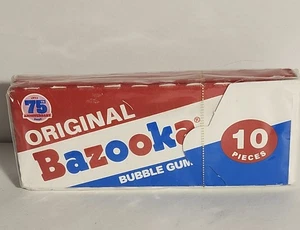 75
ORIGINAL
Bazooka®
10
PIECES
BUBBLE GUM